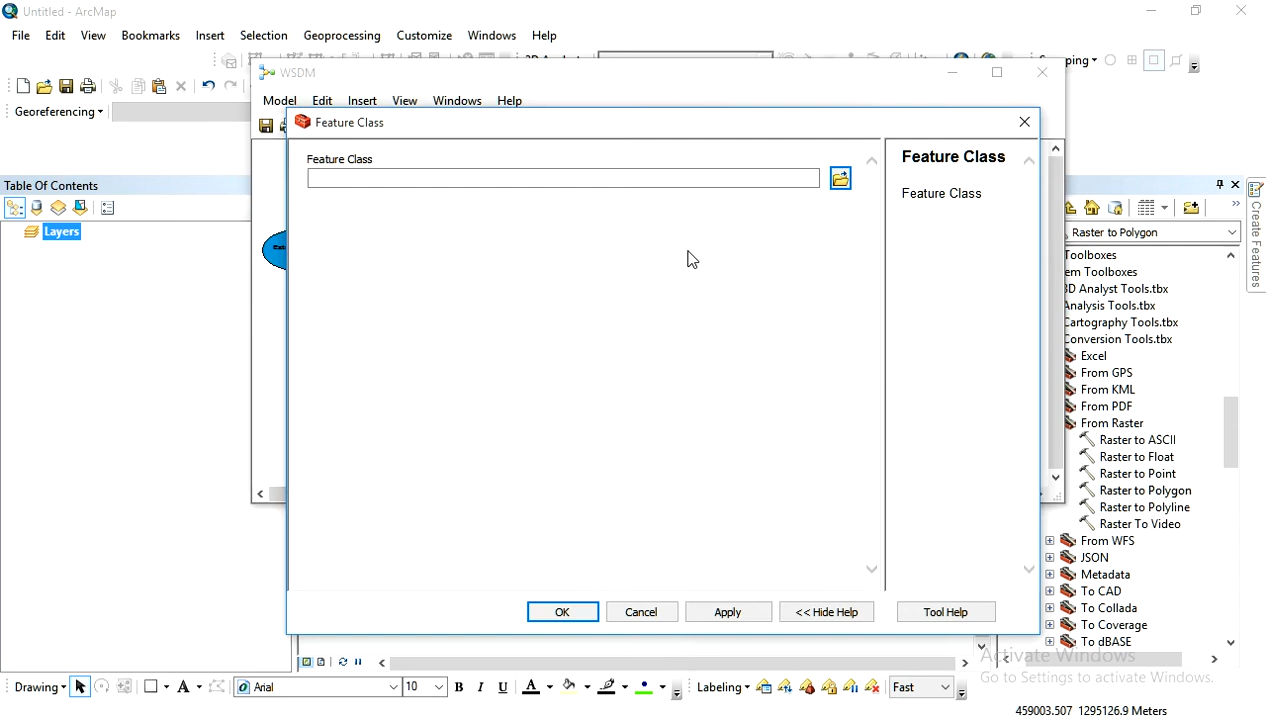 Untitled - ArcMap
File Edit View Bookmarks Insert Selection Geoprocessing Customize Windows Help
WSDM
Model Edit Insert View Windows Help
Georeferencing
Feature Class
Feature Class
Feature Class
Feature Class
Table Of Contents
Layers
Create Features
Raster to Polygon
Toolboxes
em Toolboxes
3D Analyst Tools.tbx
Analysis Tools.tbx
Cartography Tools.tbx
Conversion Tools.tbx
Excel
From GPS
From KML
From PDF
From Raster
Raster to ASCII
Raster to Float
Raster to Point
Raster to Polygon
Raster to Polyline
Raster To Video
From WFS
JSON
Metadata
To CAD
To Collada
To Coverage
To dBASE
OK Cancel Apply << Hide Help Tool Help
Activate Windows
Go to Settings to activate Windows.
Drawing A Arial 10 B I U A Labeling Fast
459003.507 1295126.9 Meters